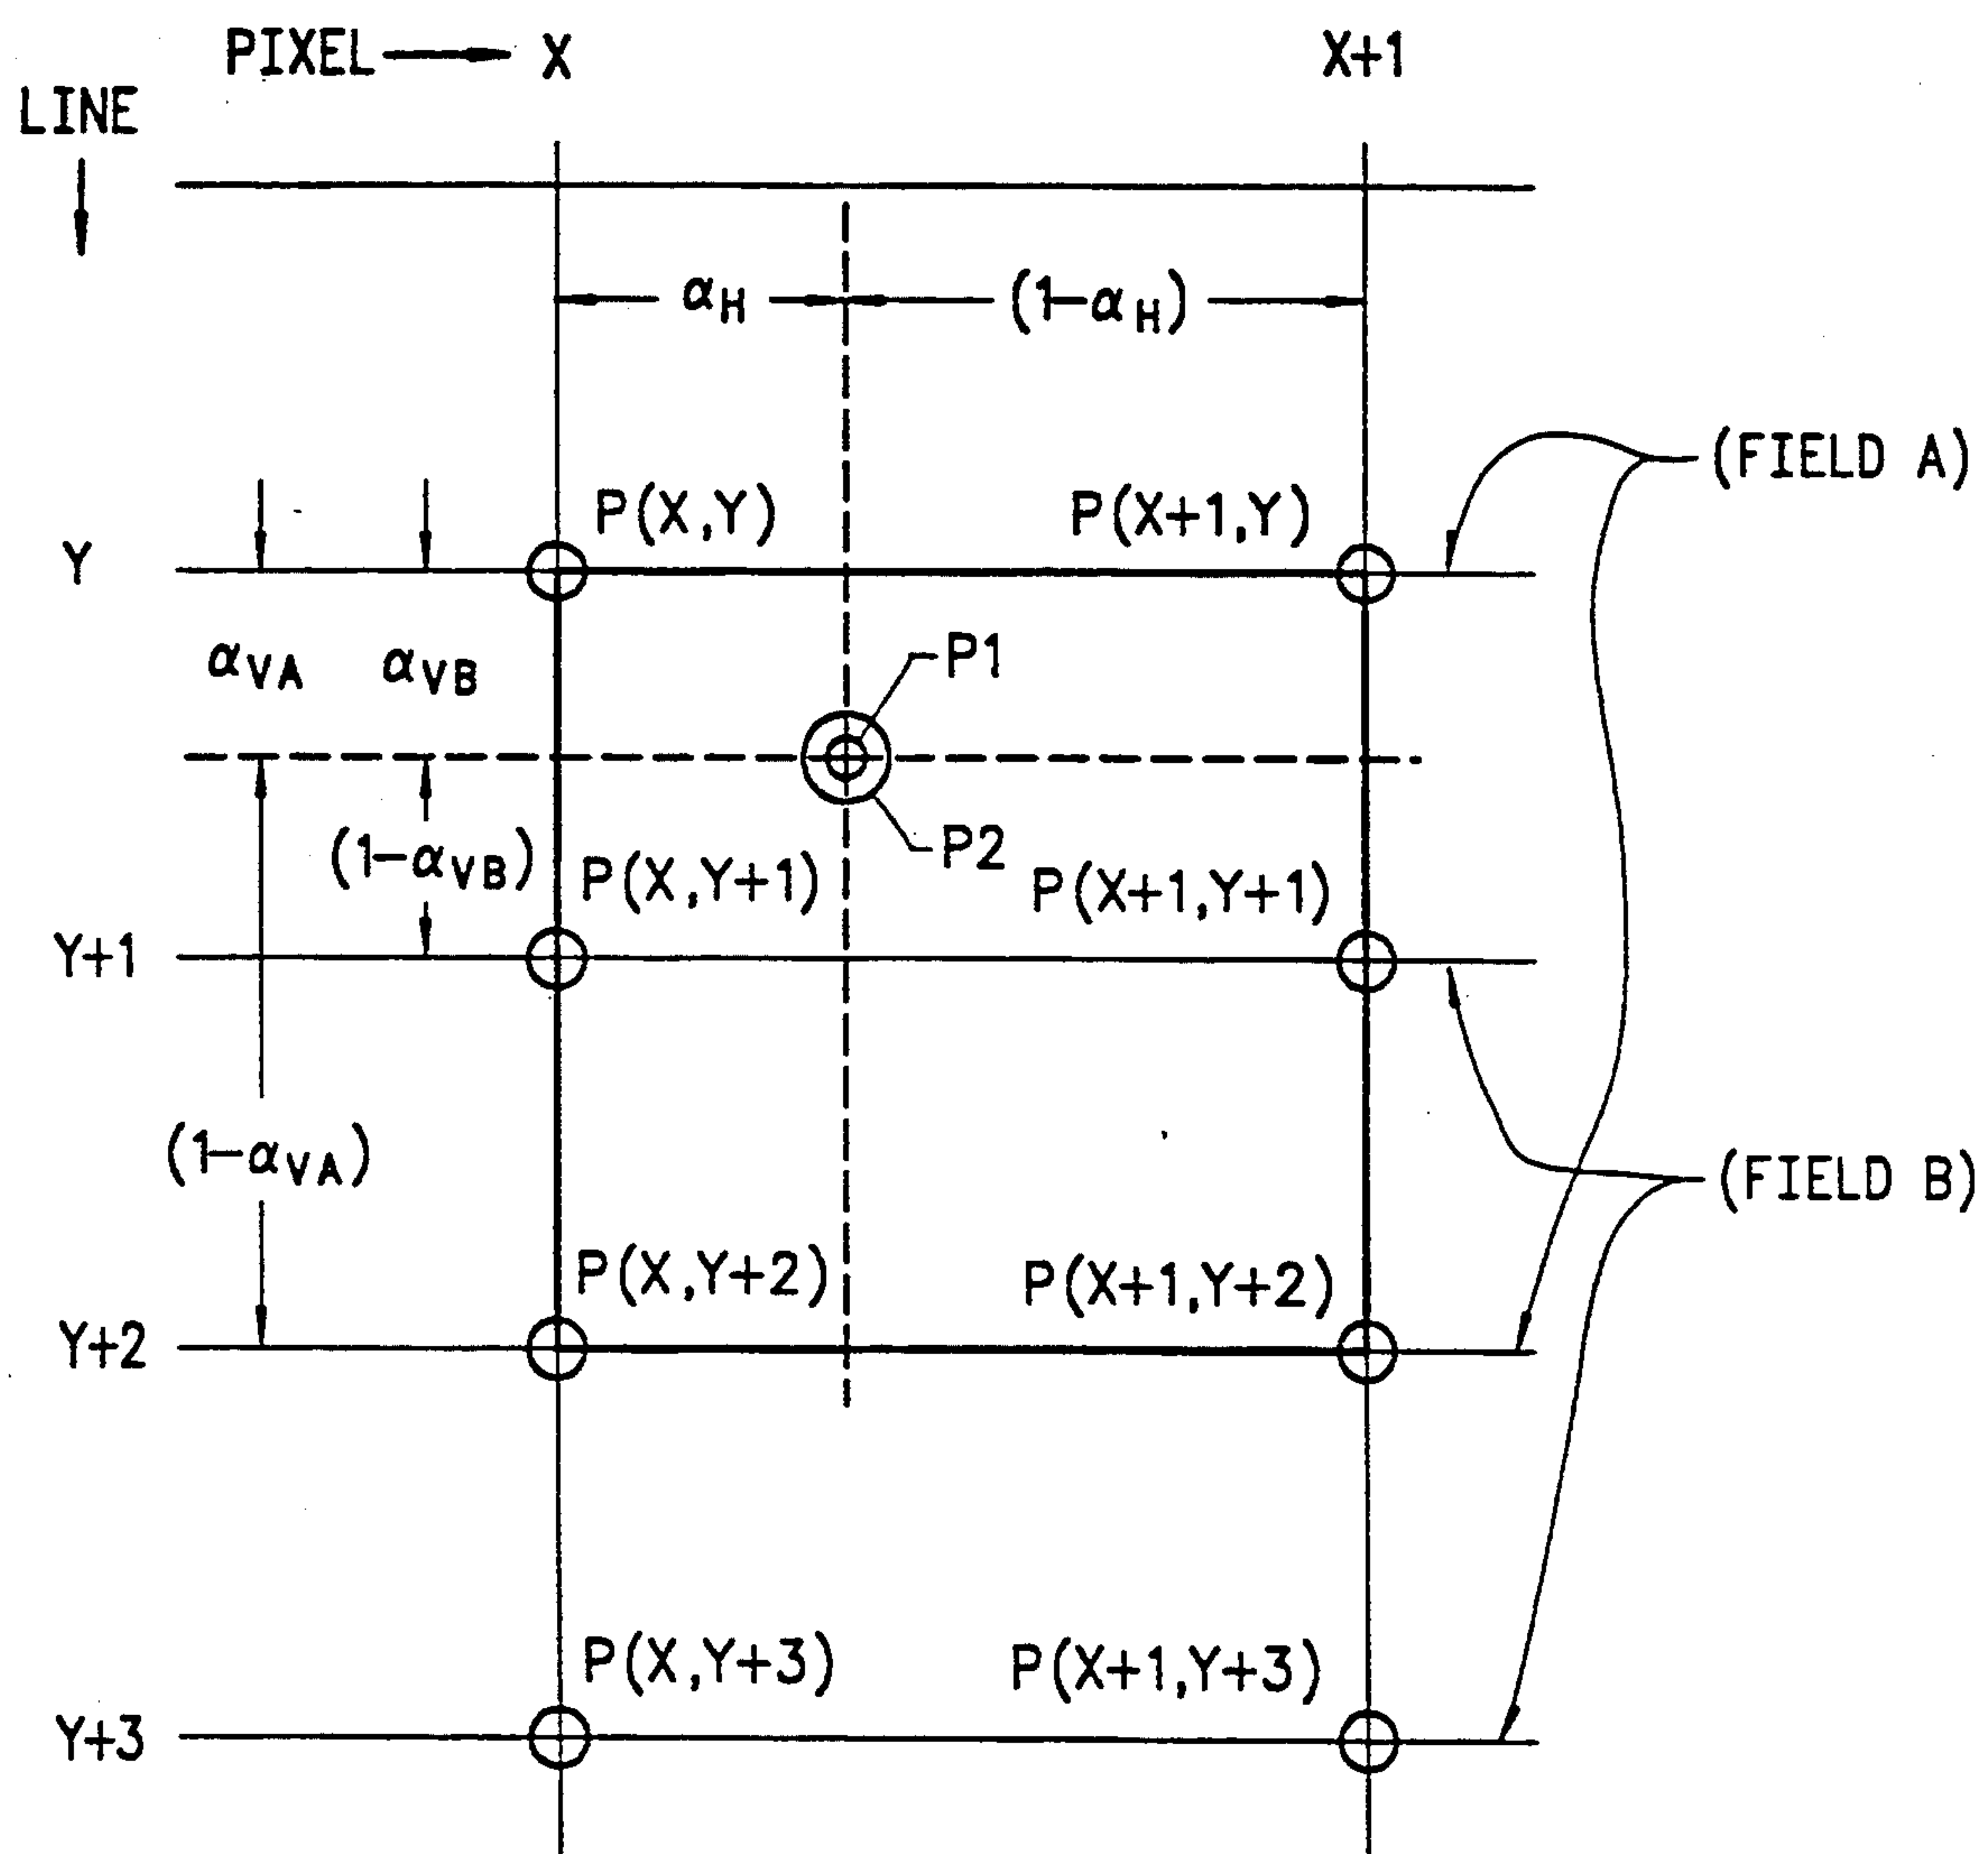 PIXEL X X+1
LINE
αH (1-αH)
(FIELD A)
P(X,Y) P(X+1,Y)
Y
αVA αVB P1
(1-αVB) P2
P(X,Y+1) P(X+1,Y+1)
Y+1
(1-αVA) (FIELD B)
P(X,Y+2) P(X+1,Y+2)
Y+2
P(X,Y+3) P(X+1,Y+3)
Y+3